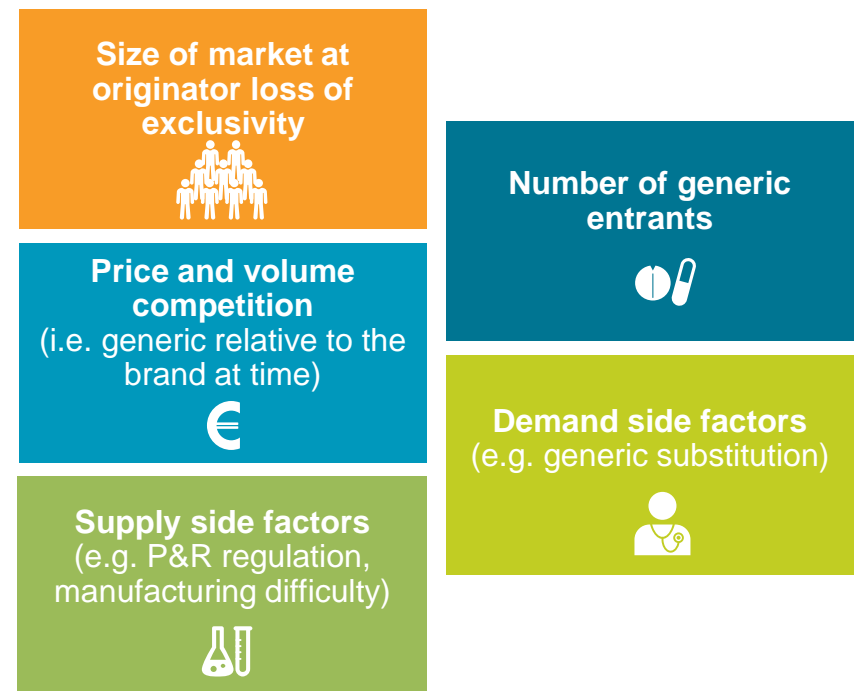 Size of market at
originator loss of
exclusivity
Price and volume
competition
(i.e. generic relative to the
brand at time)
€
Supply side factors
(e.g. P&R regulation,
manufacturing difficulty)
Number of generic
entrants
Demand side factors
(e.g. generic substitution)